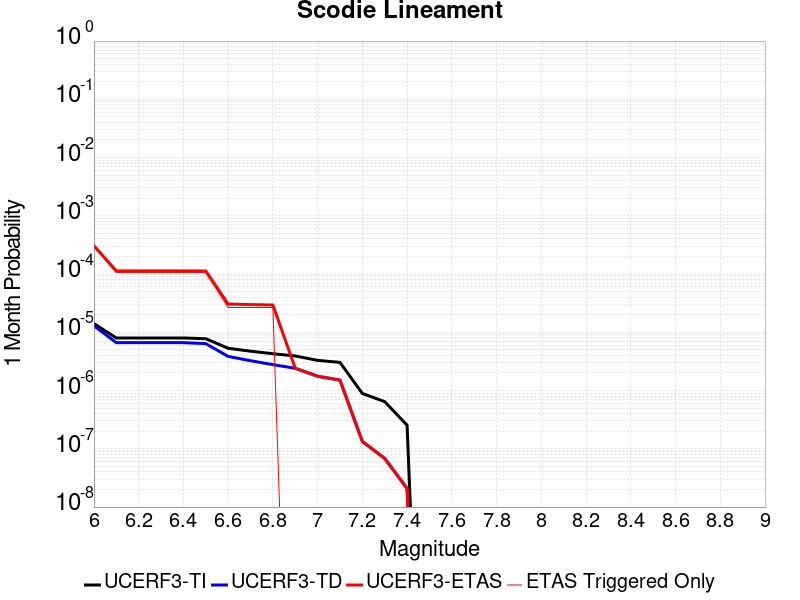 Scodie Lineament
10^0
10^-1
10^-2
10^-3
10^-4
10^-5
10^-6
10^-7
10^-8
1 Month Probability
6 6.2 6.4 6.6 6.8 7 7.2 7.4 7.6 7.8 8 8.2 8.4 8.6 8.8 9
Magnitude
UCERF3-TI UCERF3-TD UCERF3-ETAS ETAS Triggered Only